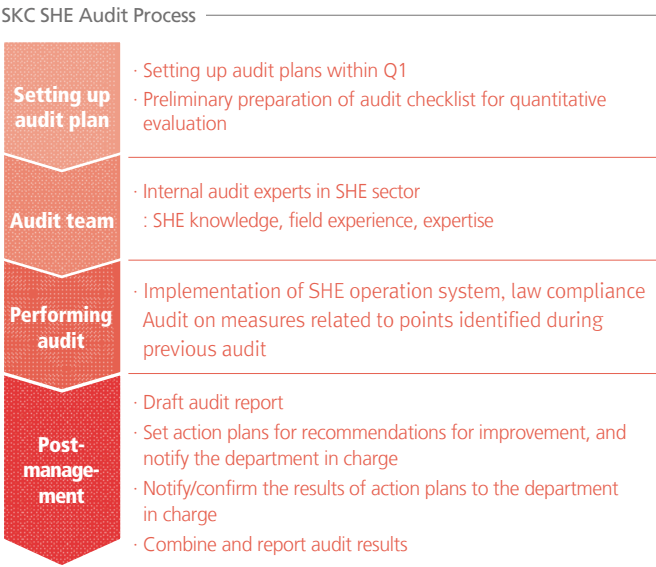 SKC SHE Audit Process
Setting up
audit plan
· Setting up audit plans within Q1
· Preliminary preparation of audit checklist for quantitative
evaluation
Audit team
· Internal audit experts in SHE sector
: SHE knowledge, field experience, expertise
Performing
audit
· Implementation of SHE operation system, law compliance
Audit on measures related to points identified during
previous audit
Post-
manage-
ment
· Draft audit report
· Set action plans for recommendations for improvement, and
notify the department in charge
· Notify/confirm the results of action plans to the department
in charge
· Combine and report audit results